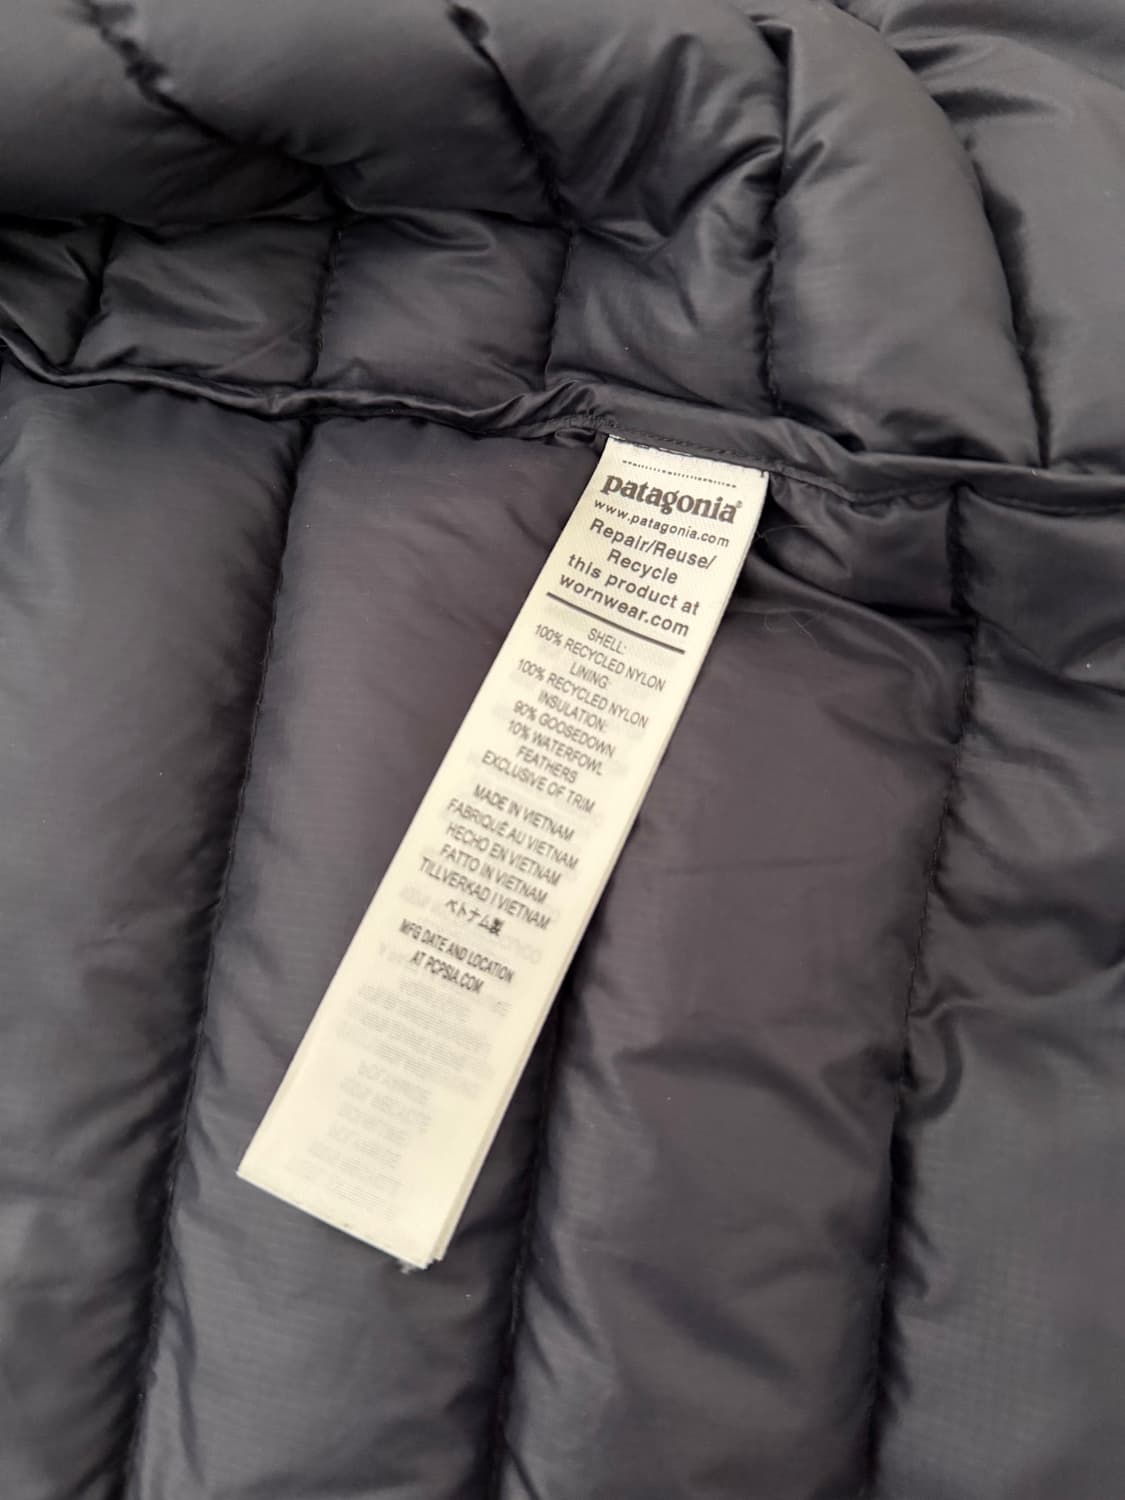 patagonia®
www.patagonia.com
Repair/Reuse/
Recycle
this product at
wornwear.com
SHELL:
100% RECYCLED NYLON
LINING:
100% RECYCLED NYLON
INSULATION:
90% GOOSEDOWN
10% WATERFOWL
FEATHERS
EXCLUSIVE OF TRIM
MADE IN VIETNAM
FABRIQUÉ AU VIETNAM
HECHO EN VIETNAM
FATTO IN VIETNAM
TILLVERKAD I VIETNAM
ベトナム製
MFG DATE AND LOCATION
AT PCPSIA.COM